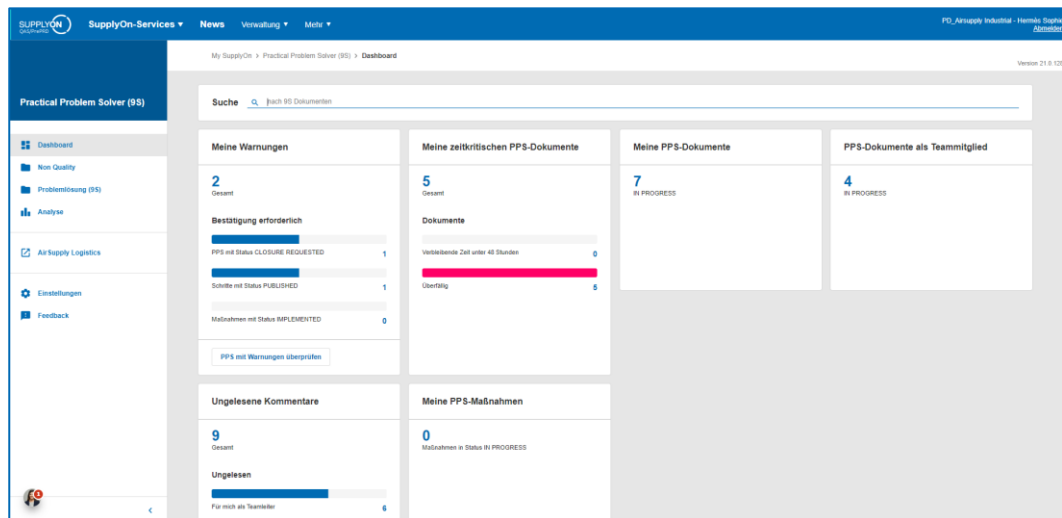 SUPPLYON
SupplyOn-Services News Verwaltung Mehr
PD_Airsupply Industrial - Hermès Sophia
Abmelden
My SupplyOn > Practical Problem Solver (9S) > Dashboard
Practical Problem Solver (9S)
Suche nach 9S Dokumenten
Dashboard
Non Quality
Problemlösung (9S)
Analyse
AirSupply Logistics
Einstellungen
Feedback
1
Meine Warnungen
2
Gesamt
Bestätigung erforderlich
PPS mit Status CLOSURE REQUESTED 1
Schritte mit Status PUBLISHED 1
Maßnahmen mit Status IMPLEMENTED 0
PPS mit Warnungen überprüfen
Meine zeitkritischen PPS-Dokumente
5
Gesamt
Dokumente
Verbleibende Zeit unter 48 Stunden 0
Überfällig 5
Meine PPS-Dokumente
7
IN PROGRESS
PPS-Dokumente als Teammitglied
4
IN PROGRESS
Ungelesene Kommentare
9
Gesamt
Ungelesen
Für mich als Teamleiter 6
Meine PPS-Maßnahmen
0
Maßnahmen in Status IN PROGRESS